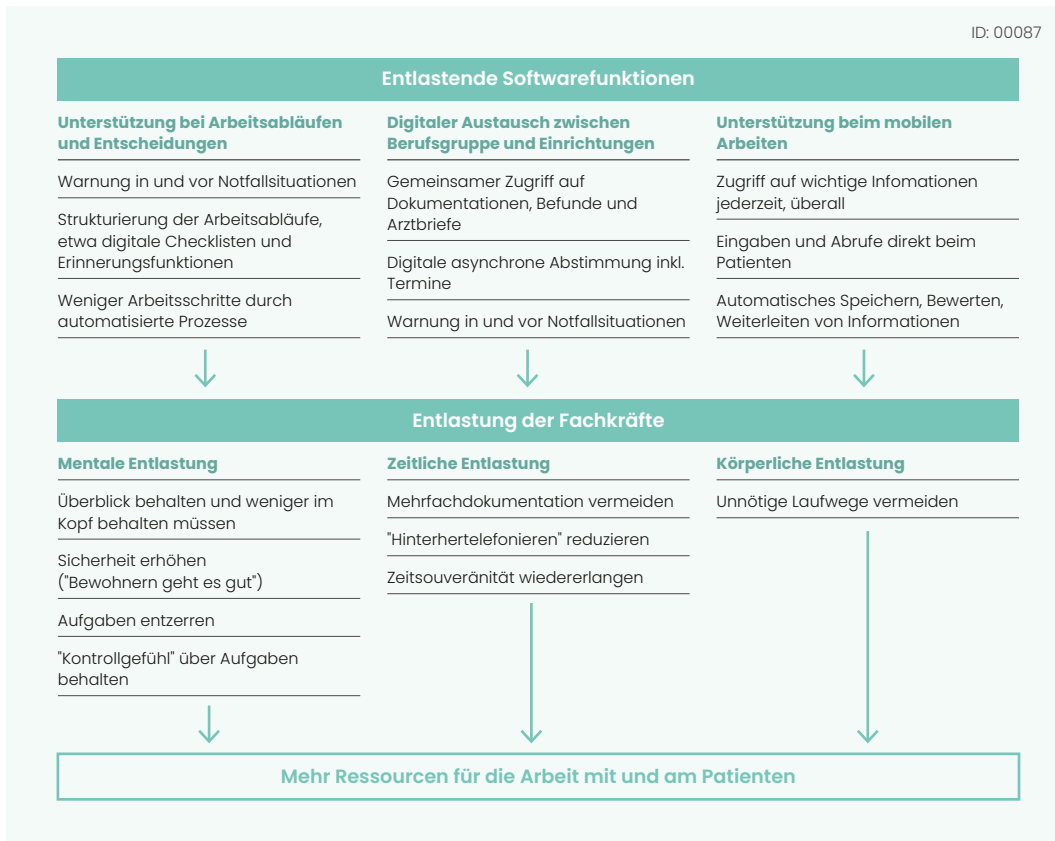 ID: 00087
Entlastende Softwarefunktionen
Unterstützung bei Arbeitsabläufen
und Entscheidungen
Warnung in und vor Notfallsituationen
Strukturierung der Arbeitsabläufe,
etwa digitale Checklisten und
Erinnerungsfunktionen
Weniger Arbeitsschritte durch
automatisierte Prozesse
Digitaler Austausch zwischen
Berufsgruppe und Einrichtungen
Gemeinsamer Zugriff auf
Dokumentationen, Befunde und
Arztbriefe
Digitale asynchrone Abstimmung inkl.
Termine
Warnung in und vor Notfallsituationen
Unterstützung beim mobilen
Arbeiten
Zugriff auf wichtige Infomationen
jederzeit, überall
Eingaben und Abrufe direkt beim
Patienten
Automatisches Speichern, Bewerten,
Weiterleiten von Informationen
Entlastung der Fachkräfte
Mentale Entlastung
Überblick behalten und weniger im
Kopf behalten müssen
Sicherheit erhöhen
("Bewohnern geht es gut")
Aufgaben entzerren
"Kontrollgefühl" über Aufgaben
behalten
Zeitliche Entlastung
Mehrfachdokumentation vermeiden
"Hinterhertelefonieren" reduzieren
Zeitsouveränität wiedererlangen
Körperliche Entlastung
Unnötige Laufwege vermeiden
Mehr Ressourcen für die Arbeit mit und am Patienten